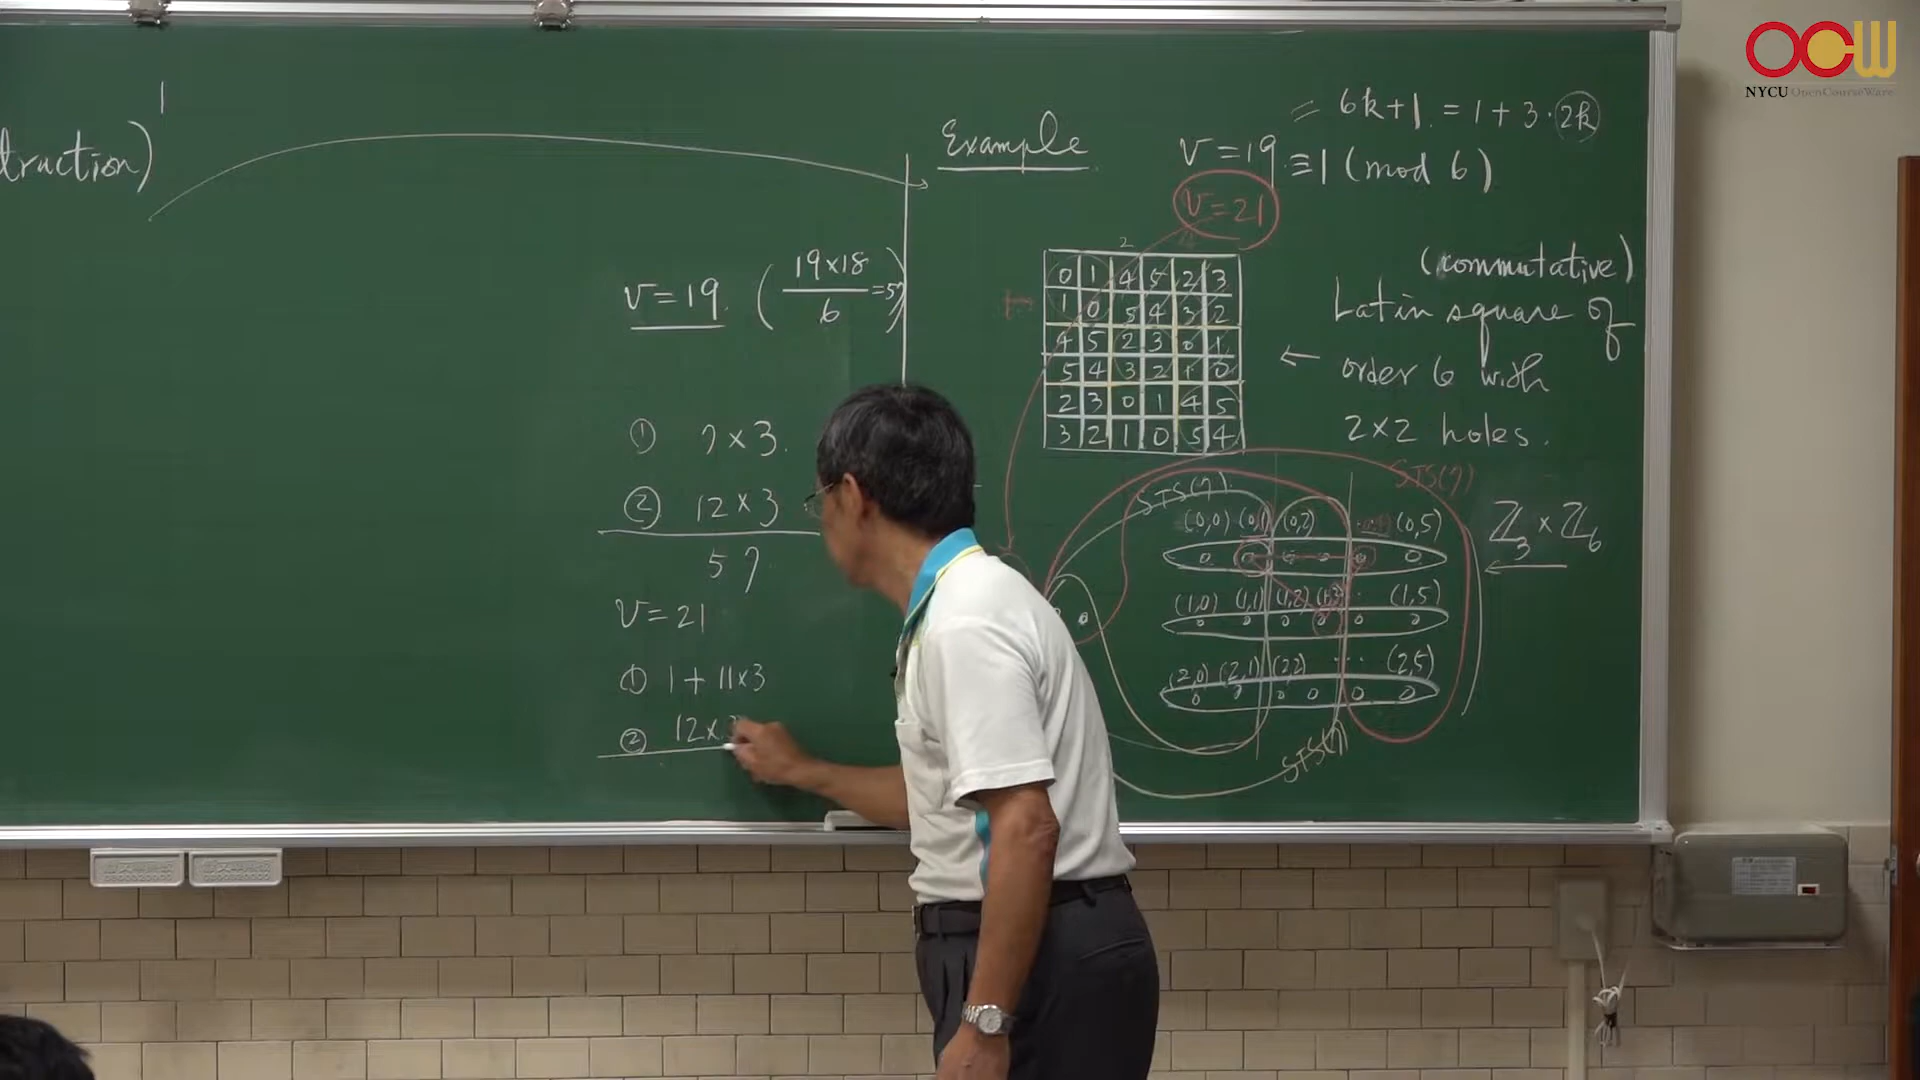 OCW
NYCU OpenCourseWare
truction)
v=19. (19×18/6=57)
① 7×3.
② 12×3
57
v=21
① 1+11×3
② 12×3
Example
= 6k+1. = 1+3·2k
v=19 ≡1 (mod 6)
v=21
2
0 1 4 5 2 3
1 0 5 4 3 2
4 5 2 3 0 1
5 4 3 2 1 0
2 3 0 1 4 5
3 2 1 0 5 4
(commutative)
Latin square of
← order 6 with
2×2 holes.
STS(7)
STS(7)
(0,0) (0,1) (0,2) (0,5)
(1,0) (1,1) (1,2) (1,3) · (1,5)
(2,0) (2,1) (2,2) ··· (2,5)
STS(7)
ℤ₃×ℤ₆